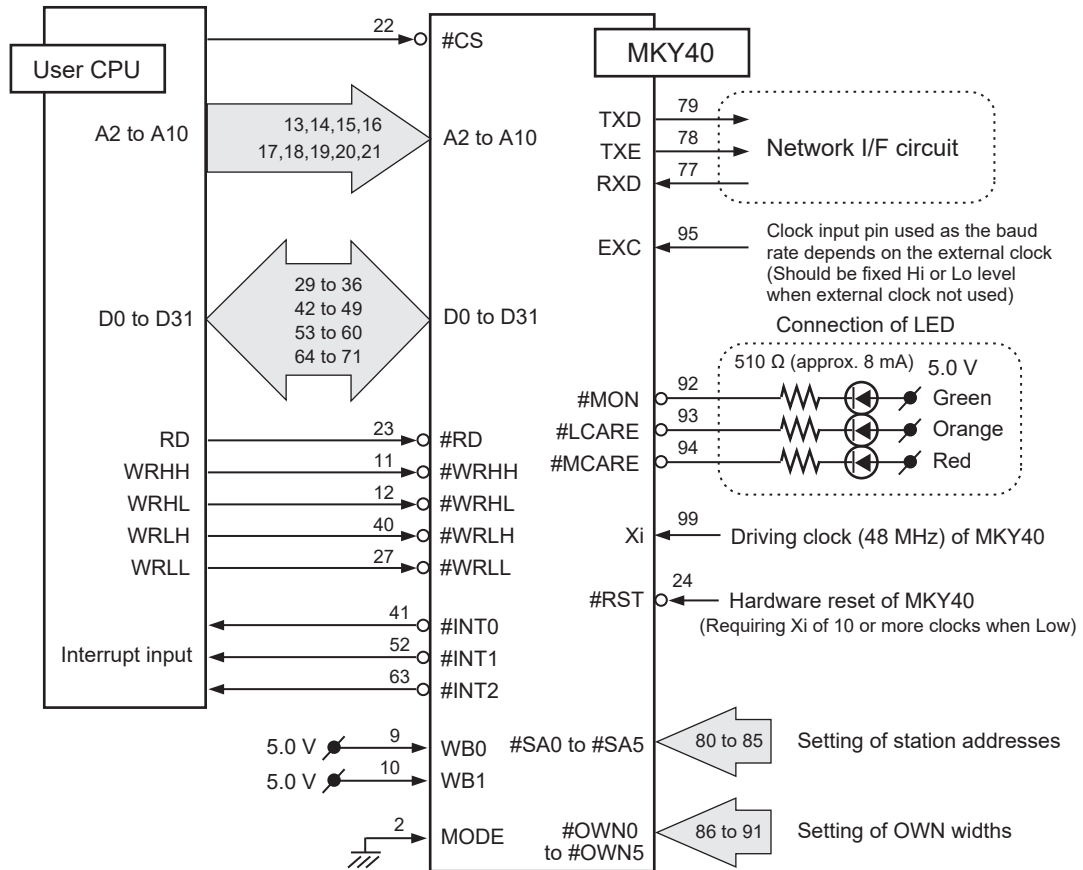 User CPU
MKY40
22
#CS
A2 to A10
13,14,15,16
17,18,19,20,21
A2 to A10
D0 to D31
29 to 36
42 to 49
53 to 60
64 to 71
D0 to D31
RD
23
#RD
WRHH
11
#WRHH
WRHL
12
#WRHL
WRLH
40
#WRLH
WRLL
27
#WRLL
Interrupt input
41
#INT0
52
#INT1
63
#INT2
5.0 V
9
WB0
5.0 V
10
WB1
2
MODE
TXD
79
TXE
78
RXD
77
Network I/F circuit
EXC
95
Clock input pin used as the baud
rate depends on the external clock
(Should be fixed Hi or Lo level
when external clock not used)
Connection of LED
510 Ω (approx. 8 mA)
5.0 V
#MON
92
Green
#LCARE
93
Orange
#MCARE
94
Red
Xi
99
Driving clock (48 MHz) of MKY40
#RST
24
Hardware reset of MKY40
(Requiring Xi of 10 or more clocks when Low)
#SA0 to #SA5
80 to 85
Setting of station addresses
#OWN0
to #OWN5
86 to 91
Setting of OWN widths